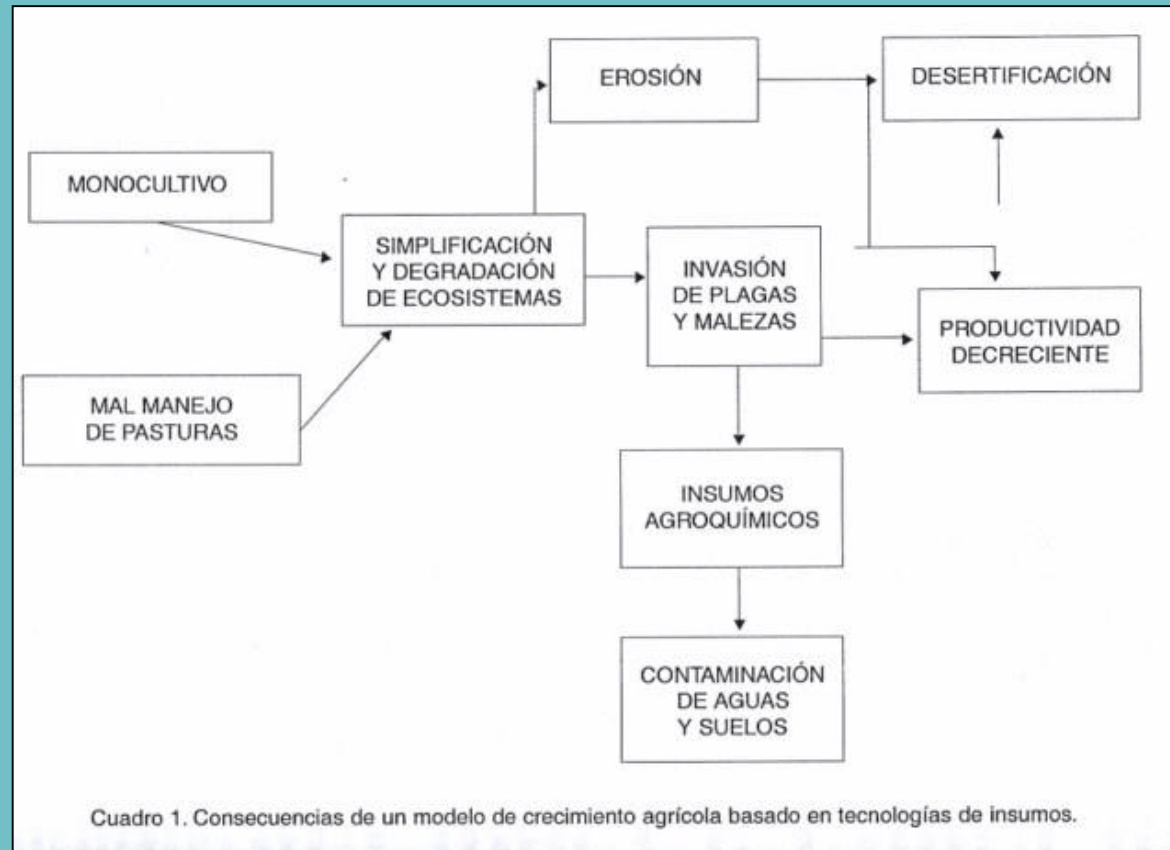 EROSIÓN
DESERTIFICACIÓN
MONOCULTIVO
SIMPLIFICACIÓN
Y DEGRADACIÓN
DE ECOSISTEMAS
INVASIÓN
DE PLAGAS
Y MALEZAS
PRODUCTIVIDAD
DECRECIENTE
MAL MANEJO
DE PASTURAS
INSUMOS
AGROQUÍMICOS
CONTAMINACIÓN
DE AGUAS
Y SUELOS
Cuadro 1. Consecuencias de un modelo de crecimiento agrícola basado en tecnologías de insumos.